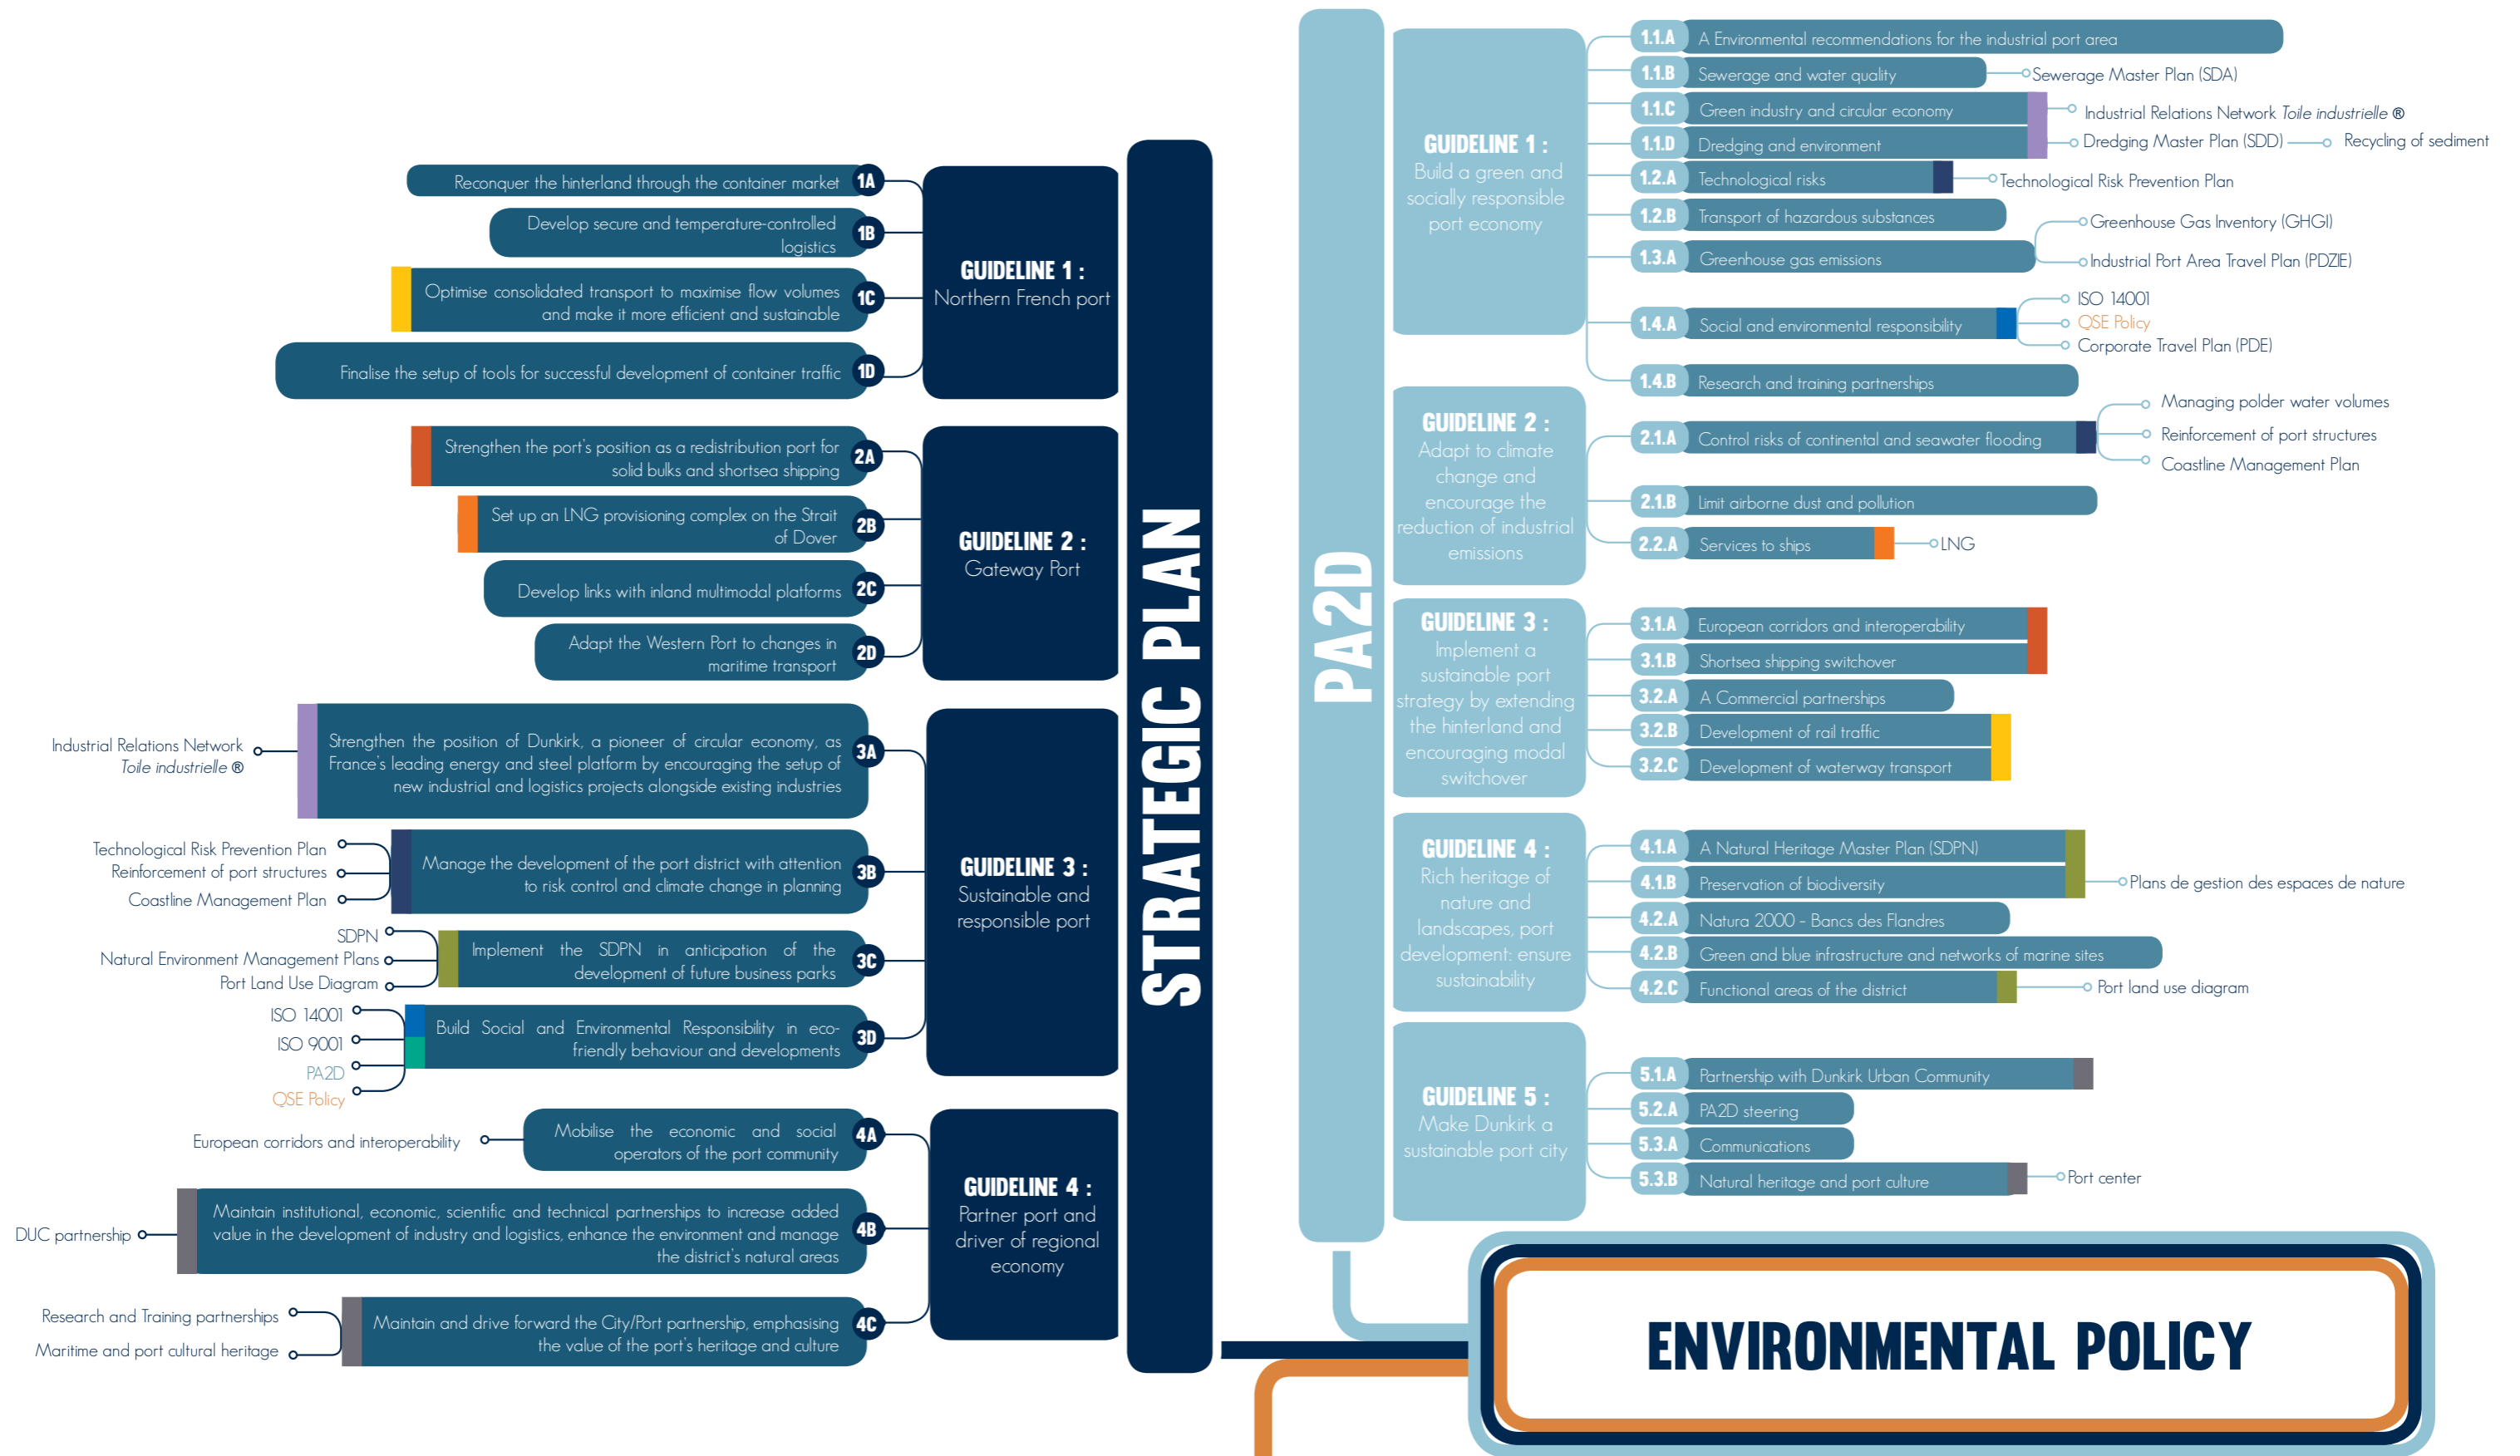 STRATEGIC PLAN
GUIDELINE 1 :
Northern French port
1A
Reconquer the hinterland through the container market
1B
Develop secure and temperature-controlled
logistics
1C
Optimise consolidated transport to maximise flow volumes
and make it more efficient and sustainable
1D
Finalise the setup of tools for successful development of container traffic
GUIDELINE 2 :
Gateway Port
2A
Strengthen the port's position as a redistribution port for
solid bulks and shortsea shipping
2B
Set up an LNG provisioning complex on the Strait
of Dover
2C
Develop links with inland multimodal platforms
2D
Adapt the Western Port to changes in
maritime transport
GUIDELINE 3 :
Sustainable and
responsible port
3A
Strengthen the position of Dunkirk, a pioneer of circular economy, as
France's leading energy and steel platform by encouraging the setup of
new industrial and logistics projects alongside existing industries
Industrial Relations Network
Toile industrielle ®
3B
Manage the development of the port district with attention
to risk control and climate change in planning
Technological Risk Prevention Plan
Reinforcement of port structures
Coastline Management Plan
3C
Implement the SDPN in anticipation of the
development of future business parks
SDPN
Natural Environment Management Plans
Port Land Use Diagram
3D
Build Social and Environmental Responsibility in eco-
friendly behaviour and developments
ISO 14001
ISO 9001
PA2D
QSE Policy
GUIDELINE 4 :
Partner port and
driver of regional
economy
4A
Mobilise the economic and social
operators of the port community
European corridors and interoperability
4B
Maintain institutional, economic, scientific and technical partnerships to increase added
value in the development of industry and logistics, enhance the environment and manage
the district's natural areas
DUC partnership
4C
Maintain and drive forward the City/Port partnership, emphasising
the value of the port's heritage and culture
Research and Training partnerships
Maritime and port cultural heritage
PA2D
GUIDELINE 1 :
Build a green and
socially responsible
port economy
1.1.A A Environmental recommendations for the industrial port area
1.1.B Sewerage and water quality
Sewerage Master Plan (SDA)
1.1.C Green industry and circular economy
Industrial Relations Network Toile industrielle ®
1.1.D Dredging and environment
Dredging Master Plan (SDD)
Recycling of sediment
1.2.A Technological risks
Technological Risk Prevention Plan
1.2.B Transport of hazardous substances
1.3.A Greenhouse gas emissions
Greenhouse Gas Inventory (GHGI)
Industrial Port Area Travel Plan (PDZIE)
1.4.A Social and environmental responsibility
ISO 14001
QSE Policy
Corporate Travel Plan (PDE)
1.4.B Research and training partnerships
GUIDELINE 2 :
Adapt to climate
change and
encourage the
reduction of industrial
emissions
2.1.A Control risks of continental and seawater flooding
Managing polder water volumes
Reinforcement of port structures
Coastline Management Plan
2.1.B Limit airborne dust and pollution
2.2.A Services to ships
LNG
GUIDELINE 3 :
Implement a
sustainable port
strategy by extending
the hinterland and
encouraging modal
switchover
3.1.A European corridors and interoperability
3.1.B Shortsea shipping switchover
3.2.A A Commercial partnerships
3.2.B Development of rail traffic
3.2.C Development of waterway transport
GUIDELINE 4 :
Rich heritage of
nature and
landscapes, port
development: ensure
sustainability
4.1.A A Natural Heritage Master Plan (SDPN)
4.1.B Preservation of biodiversity
Plans de gestion des espaces de nature
4.2.A Natura 2000 - Bancs des Flandres
4.2.B Green and blue infrastructure and networks of marine sites
4.2.C Functional areas of the district
Port land use diagram
GUIDELINE 5 :
Make Dunkirk a
sustainable port city
5.1.A Partnership with Dunkirk Urban Community
5.2.A PA2D steering
5.3.A Communications
5.3.B Natural heritage and port culture
Port center
ENVIRONMENTAL POLICY